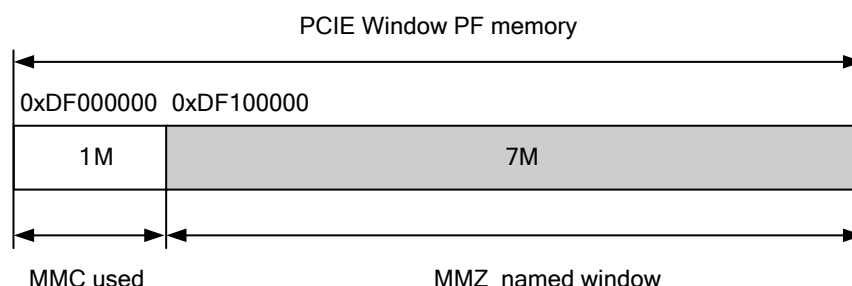 PCIE Window PF memory
0xDF000000 0xDF100000
1M 7M
MMC used MMZ named window